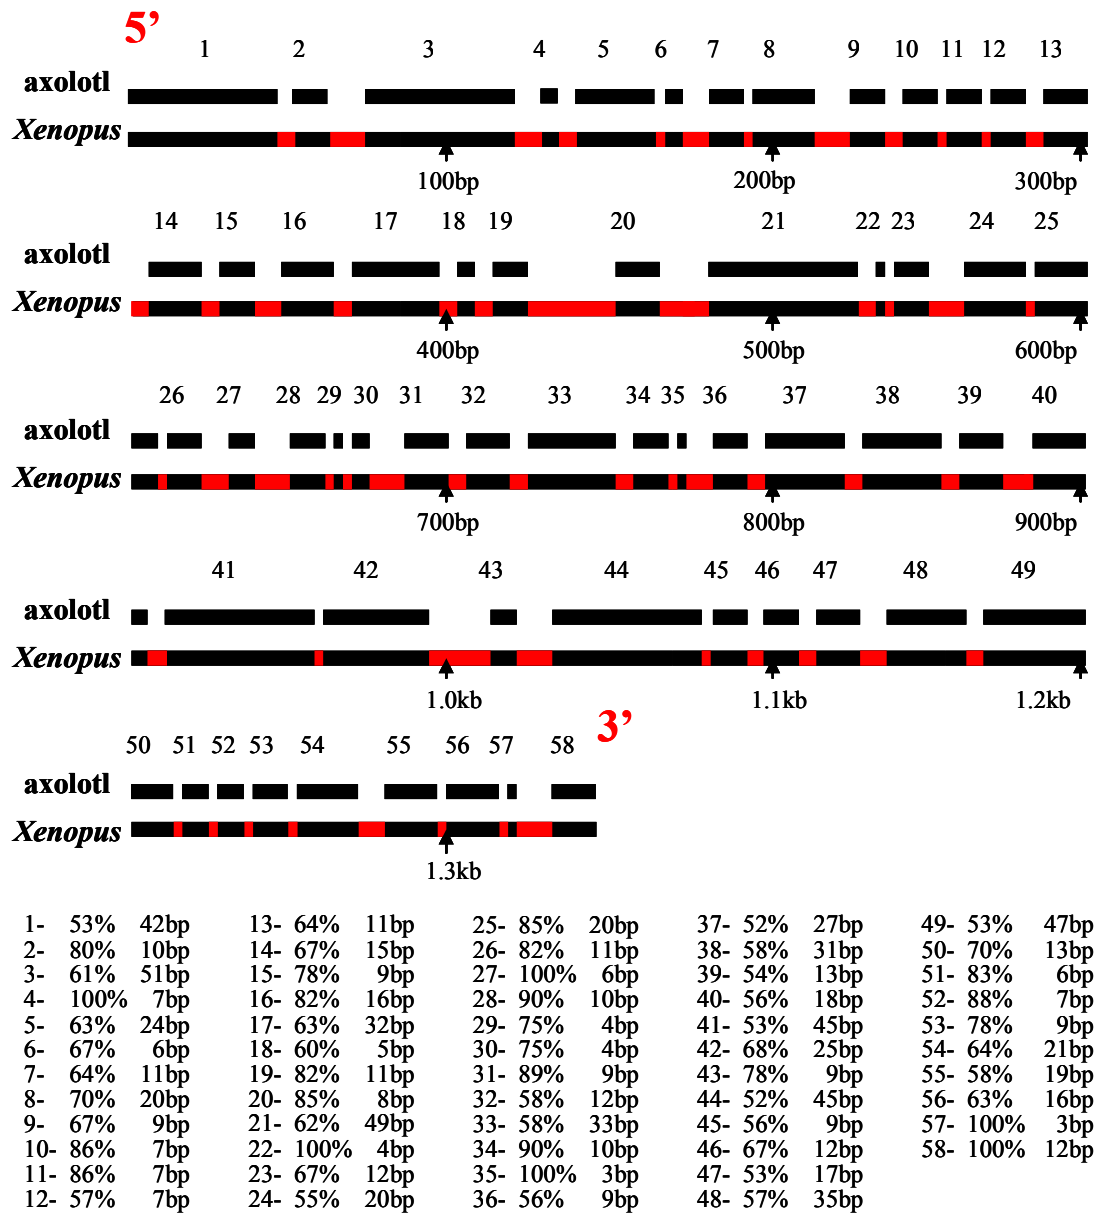 5’
1 2 3 4 5 6 7 8 9 10 11 12 13
axolotl
Xenopus
100bp 200bp 300bp
14 15 16 17 18 19 20 21 22 23 24 25
axolotl
Xenopus
400bp 500bp 600bp
26 27 28 29 30 31 32 33 34 35 36 37 38 39 40
axolotl
Xenopus
700bp 800bp 900bp
41 42 43 44 45 46 47 48 49
axolotl
Xenopus
1.0kb 1.1kb 1.2kb
3’
50 51 52 53 54 55 56 57 58
axolotl
Xenopus
1.3kb
1- 53% 42bp 13- 64% 11bp 25- 85% 20bp 37- 52% 27bp 49- 53% 47bp
2- 80% 10bp 14- 67% 15bp 26- 82% 11bp 38- 58% 31bp 50- 70% 13bp
3- 61% 51bp 15- 78% 9bp 27- 100% 6bp 39- 54% 13bp 51- 83% 6bp
4- 100% 7bp 16- 82% 16bp 28- 90% 10bp 40- 56% 18bp 52- 88% 7bp
5- 63% 24bp 17- 63% 32bp 29- 75% 4bp 41- 53% 45bp 53- 78% 9bp
6- 67% 6bp 18- 60% 5bp 30- 75% 4bp 42- 68% 25bp 54- 64% 21bp
7- 64% 11bp 19- 82% 11bp 31- 89% 9bp 43- 78% 9bp 55- 58% 19bp
8- 70% 20bp 20- 85% 8bp 32- 58% 12bp 44- 52% 45bp 56- 63% 16bp
9- 67% 9bp 21- 62% 49bp 33- 58% 33bp 45- 56% 9bp 57- 100% 3bp
10- 86% 7bp 22- 100% 4bp 34- 90% 10bp 46- 67% 12bp 58- 100% 12bp
11- 86% 7bp 23- 67% 12bp 35- 100% 3bp 47- 53% 17bp
12- 57% 7bp 24- 55% 20bp 36- 56% 9bp 48- 57% 35bp